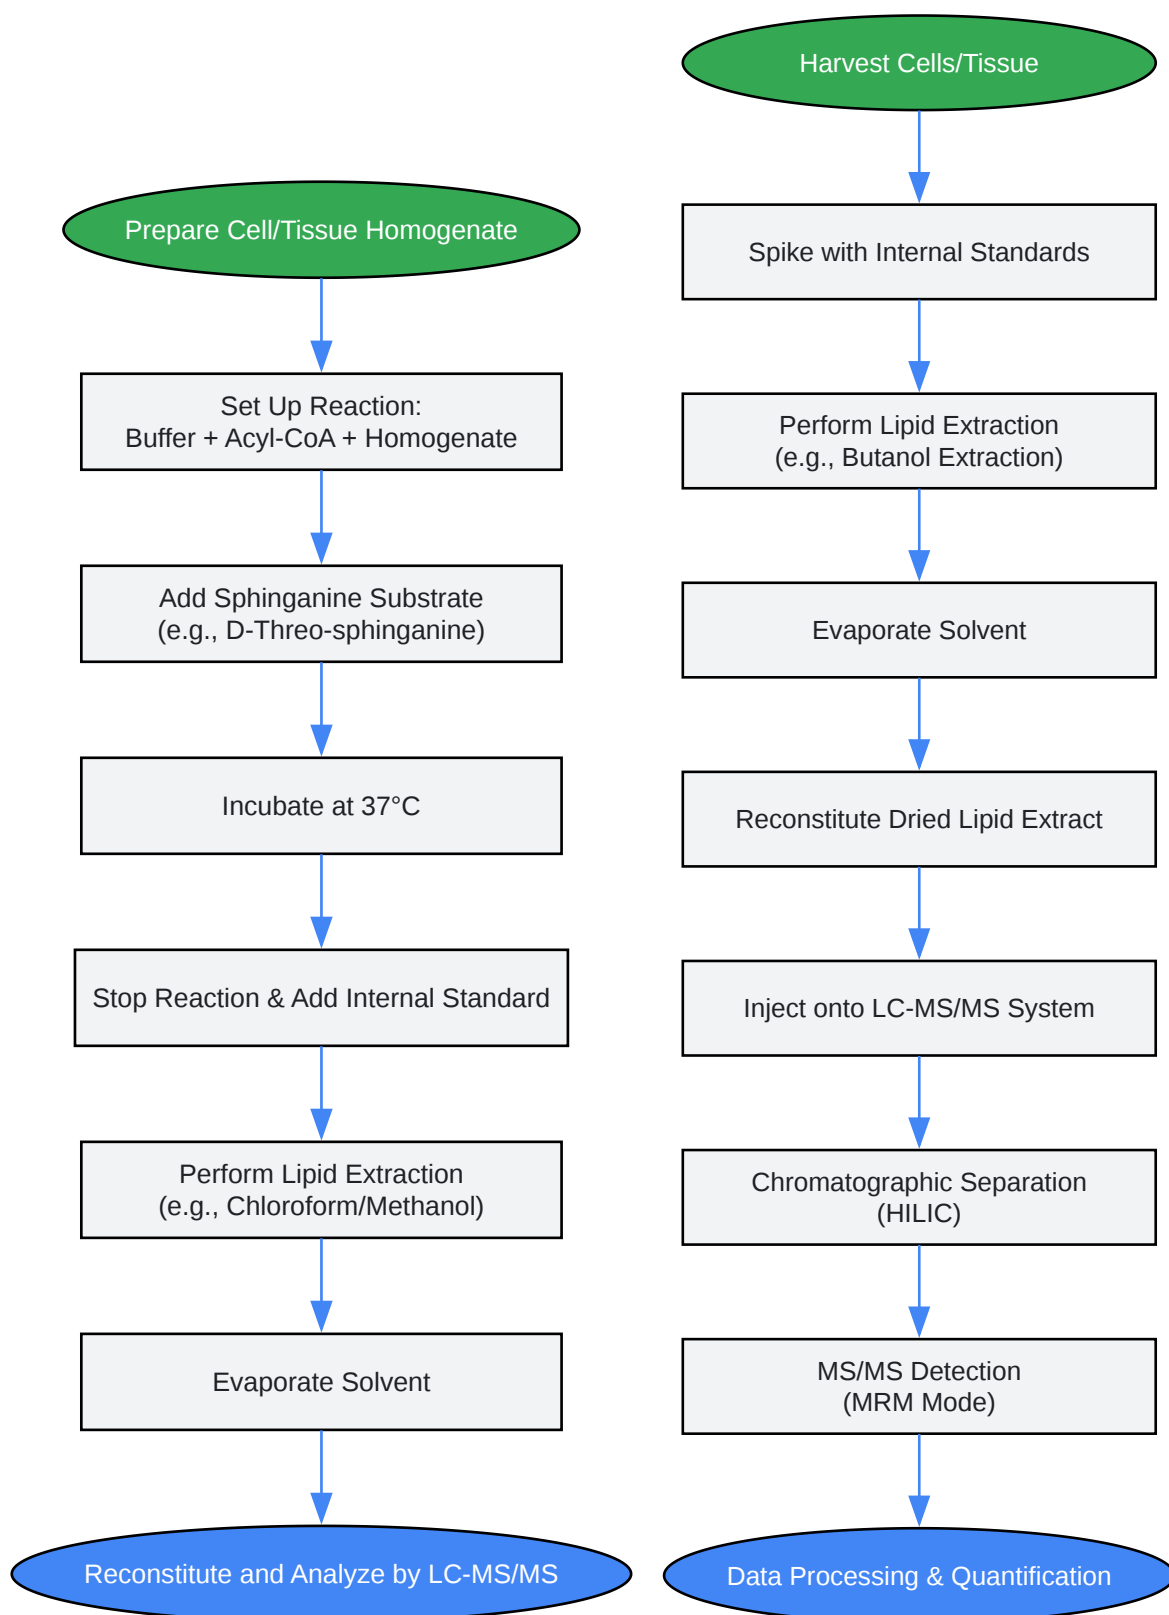 Prepare Cell/Tissue Homogenate
Set Up Reaction:
Buffer + Acyl-CoA + Homogenate
Add Sphinganine Substrate
(e.g., D-Threo-sphinganine)
Incubate at 37°C
Stop Reaction & Add Internal Standard
Perform Lipid Extraction
(e.g., Chloroform/Methanol)
Evaporate Solvent
Reconstitute and Analyze by LC-MS/MS
Harvest Cells/Tissue
Spike with Internal Standards
Perform Lipid Extraction
(e.g., Butanol Extraction)
Evaporate Solvent
Reconstitute Dried Lipid Extract
Inject onto LC-MS/MS System
Chromatographic Separation
(HILIC)
MS/MS Detection
(MRM Mode)
Data Processing & Quantification